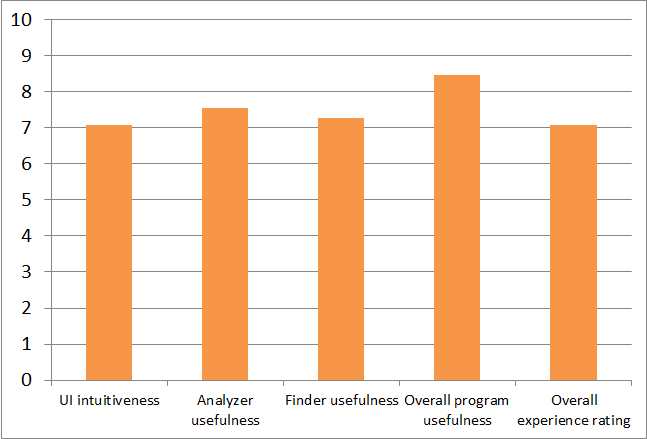 10
9
8
7
6
5
4
3
2
1
0
UI intuitiveness
Analyzer
usefulness
Finder usefulness
Overall program
usefulness
Overall
experience rating